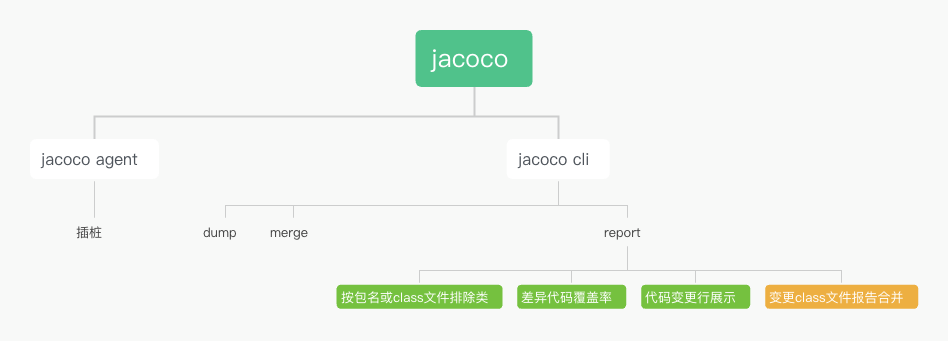 jacoco
jacoco agent
jacoco cli
插桩
dump
merge
report
按包名或class文件排除类
差异代码覆盖率
代码变更行展示
变更class文件报告合并